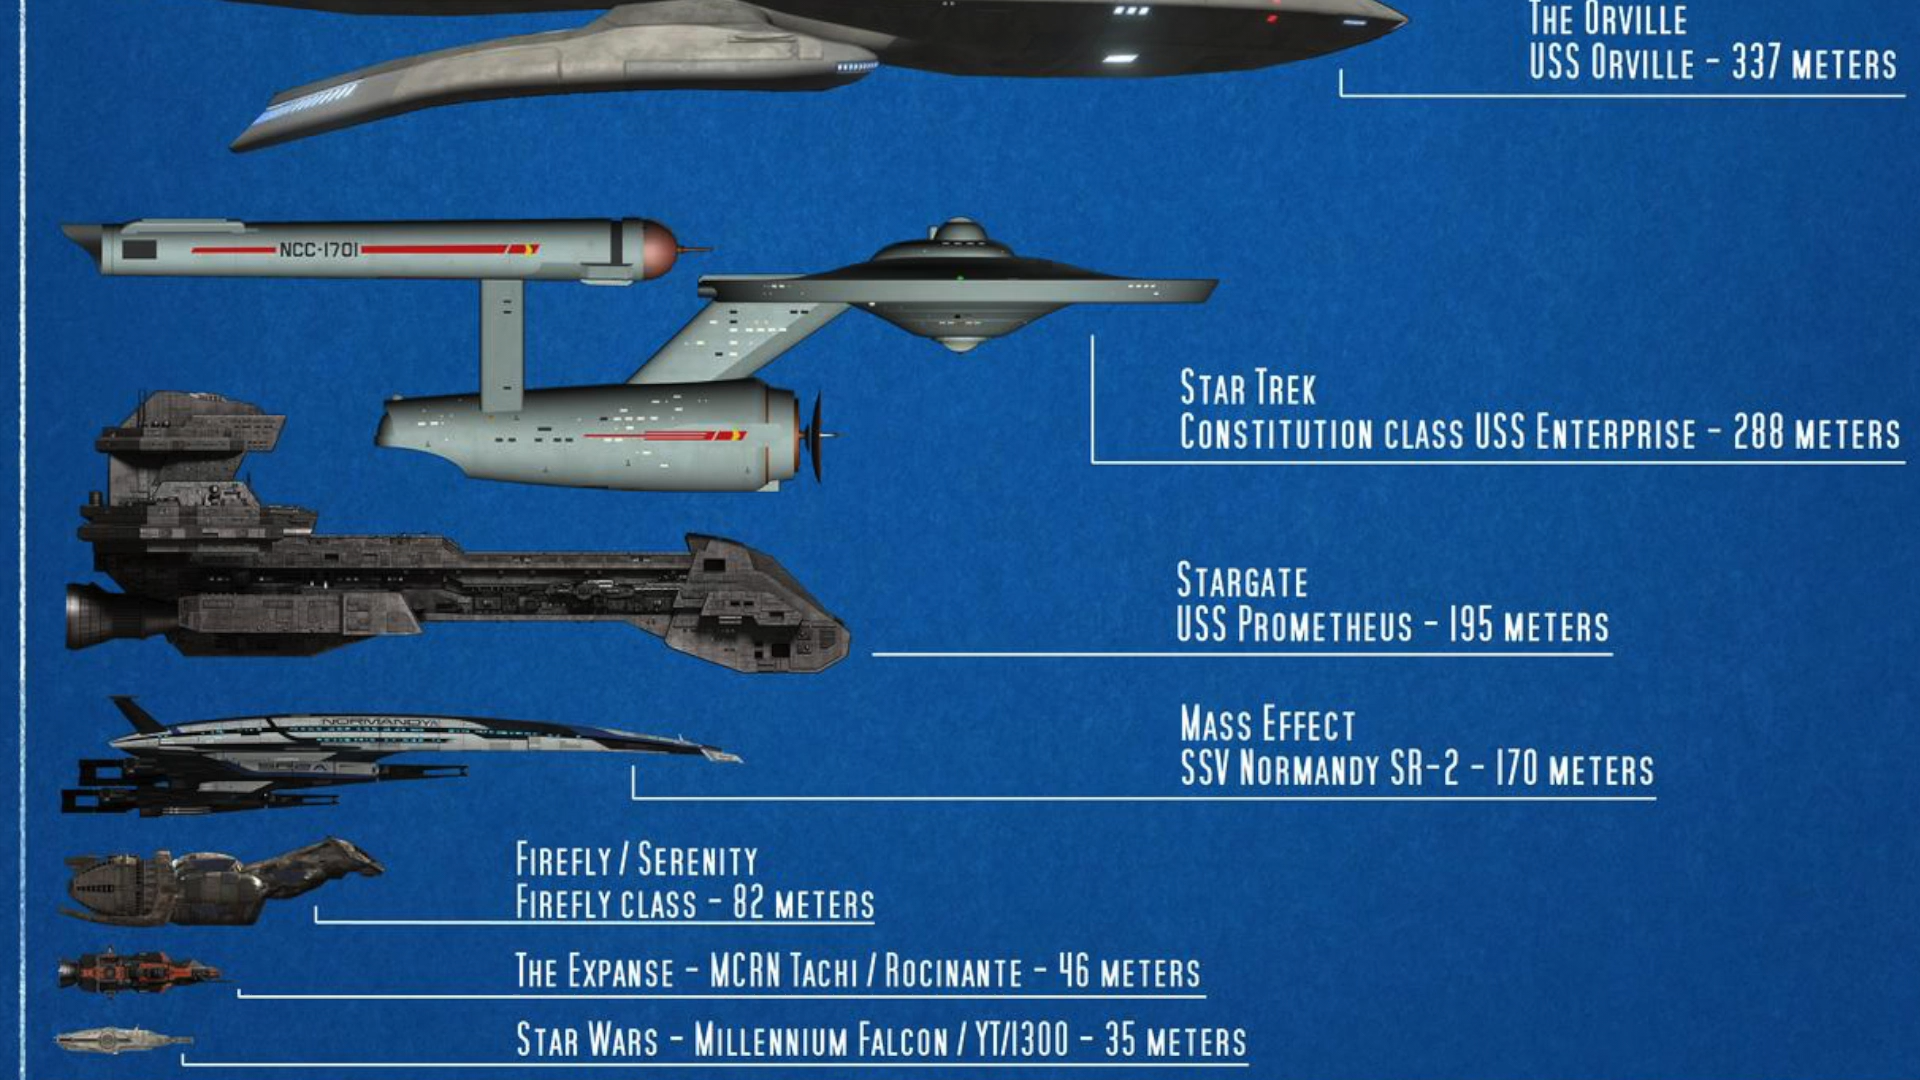 THE ORVILLE
USS ORVILLE - 337 METERS
NCC-1701
STAR TREK
CONSTITUTION CLASS USS ENTERPRISE - 288 METERS
STARGATE
USS PROMETHEUS - 195 METERS
NORMANDY
SR2
MASS EFFECT
SSV NORMANDY SR-2 - 170 METERS
FIREFLY / SERENITY
FIREFLY CLASS - 82 METERS
THE EXPANSE - MCRN TACHI / ROCINANTE - 46 METERS
STAR WARS - MILLENNIUM FALCON / YT/1300 - 35 METERS